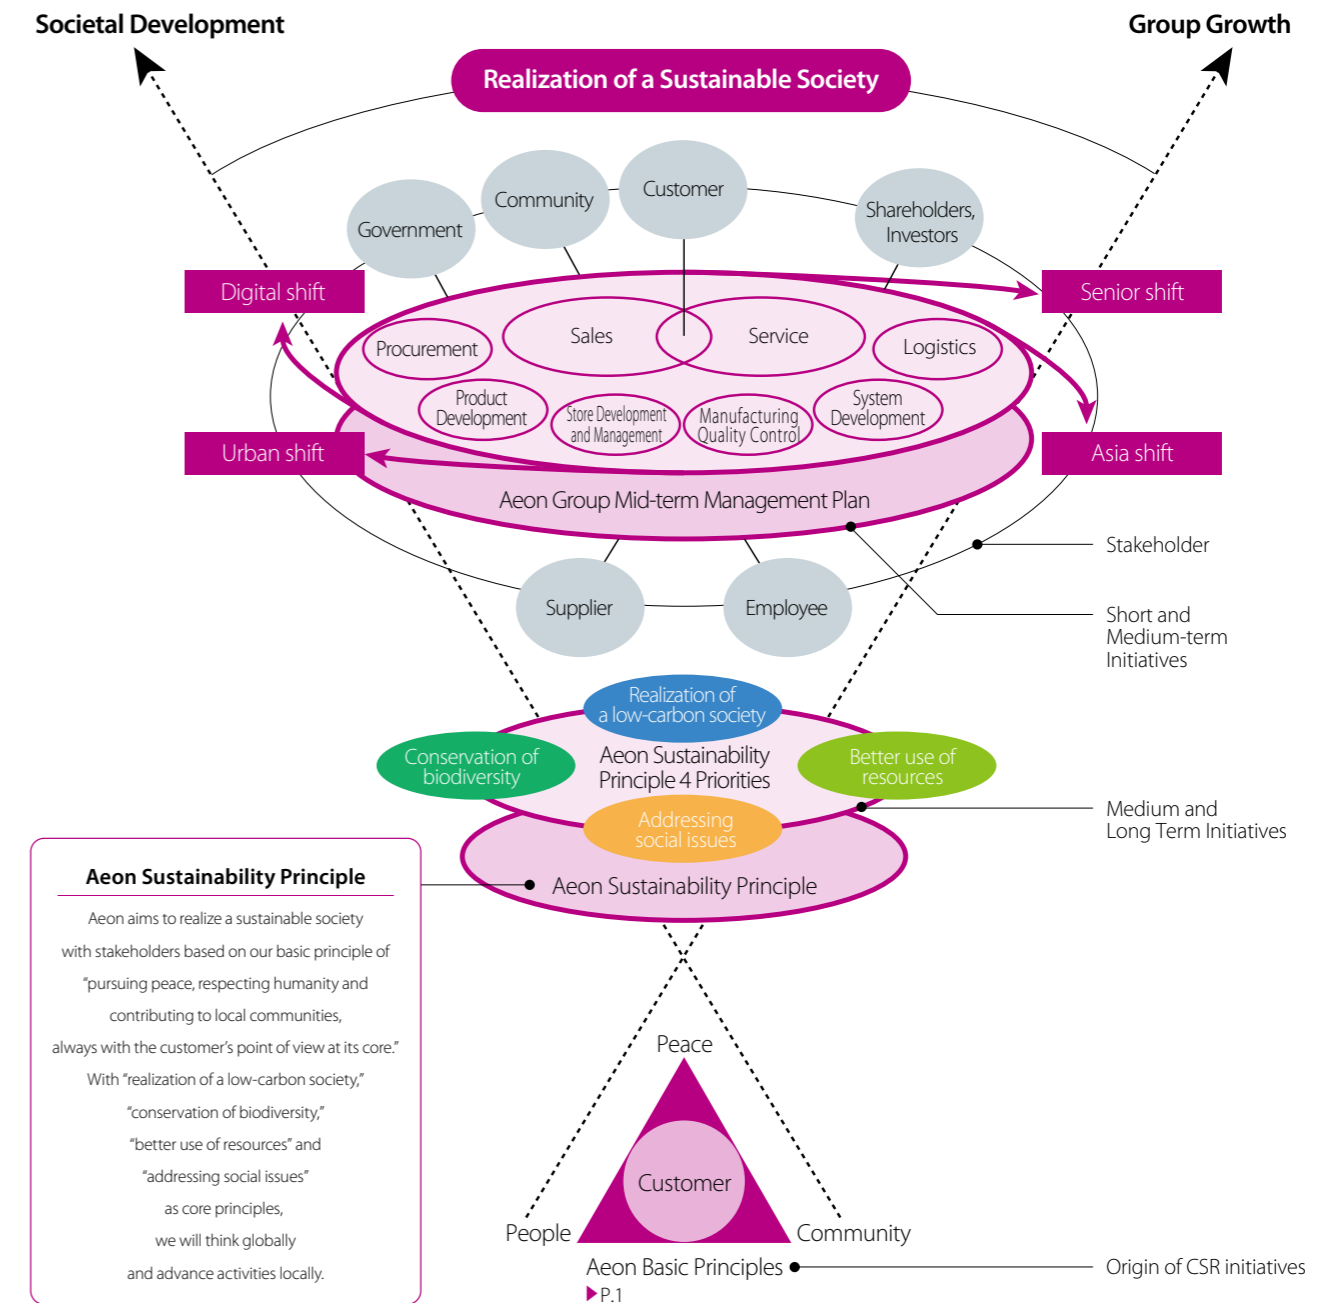 Societal Development
Group Growth
Realization of a Sustainable Society
Customer
Community
Government
Shareholders,
Investors
Digital shift
Senior shift
Sales
Service
Procurement
Logistics
Product
Development
System
Development
Store Development
and Management
Manufacturing
Quality Control
Urban shift
Asia shift
Aeon Group Mid-term Management Plan
Stakeholder
Supplier
Employee
Short and
Medium-term
Initiatives
Realization of
a low-carbon society
Conservation of
biodiversity
Aeon Sustainability
Principle 4 Priorities
Better use of
resources
Addressing
social issues
Medium and
Long Term Initiatives
Aeon Sustainability Principle
Aeon Sustainability Principle
Aeon aims to realize a sustainable society
with stakeholders based on our basic principle of
“pursuing peace, respecting humanity and
contributing to local communities,
always with the customer’s point of view at its core.”
With “realization of a low-carbon society,”
“conservation of biodiversity,”
“better use of resources” and
“addressing social issues”
as core principles,
we will think globally
and advance activities locally.
Peace
Customer
People
Community
Aeon Basic Principles
P.1
Origin of CSR initiatives